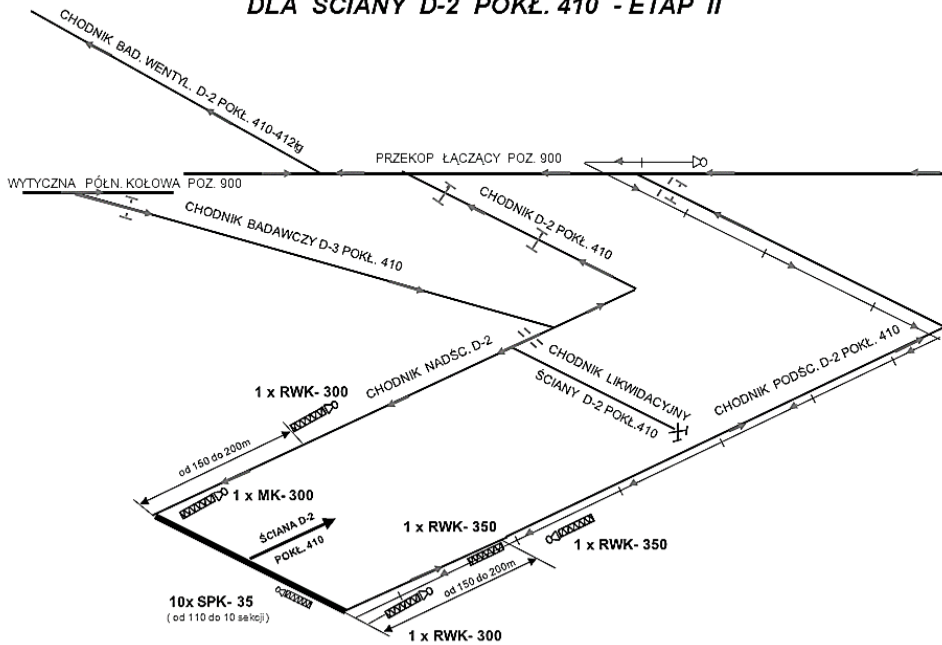 DLA ŚCIANY D-2 POKŁ. 410 - ETAP II
CHODNIK BAD. WENTYL. D-2 POKŁ. 410-412łg
PRZEKOP ŁĄCZĄCY POZ. 900
WYTYCZNA PÓŁN. KOŁOWA POZ. 900
CHODNIK D-2 POKŁ. 410
CHODNIK BADAWCZY D-3 POKŁ. 410
CHODNIK NADŚC. D-2
CHODNIK LIKWIDACYJNY
ŚCIANY D-2 POKŁ.410
CHODNIK PODŚC. D-2 POKŁ. 410
1 x RWK- 300
od 150 do 200m
1 x MK- 300
ŚCIANA D-2
POKŁ. 410
1 x RWK- 350
1 x RWK- 350
od 150 do 200m
10x SPK- 35
( od 110 do 10 sekcji)
1 x RWK- 300